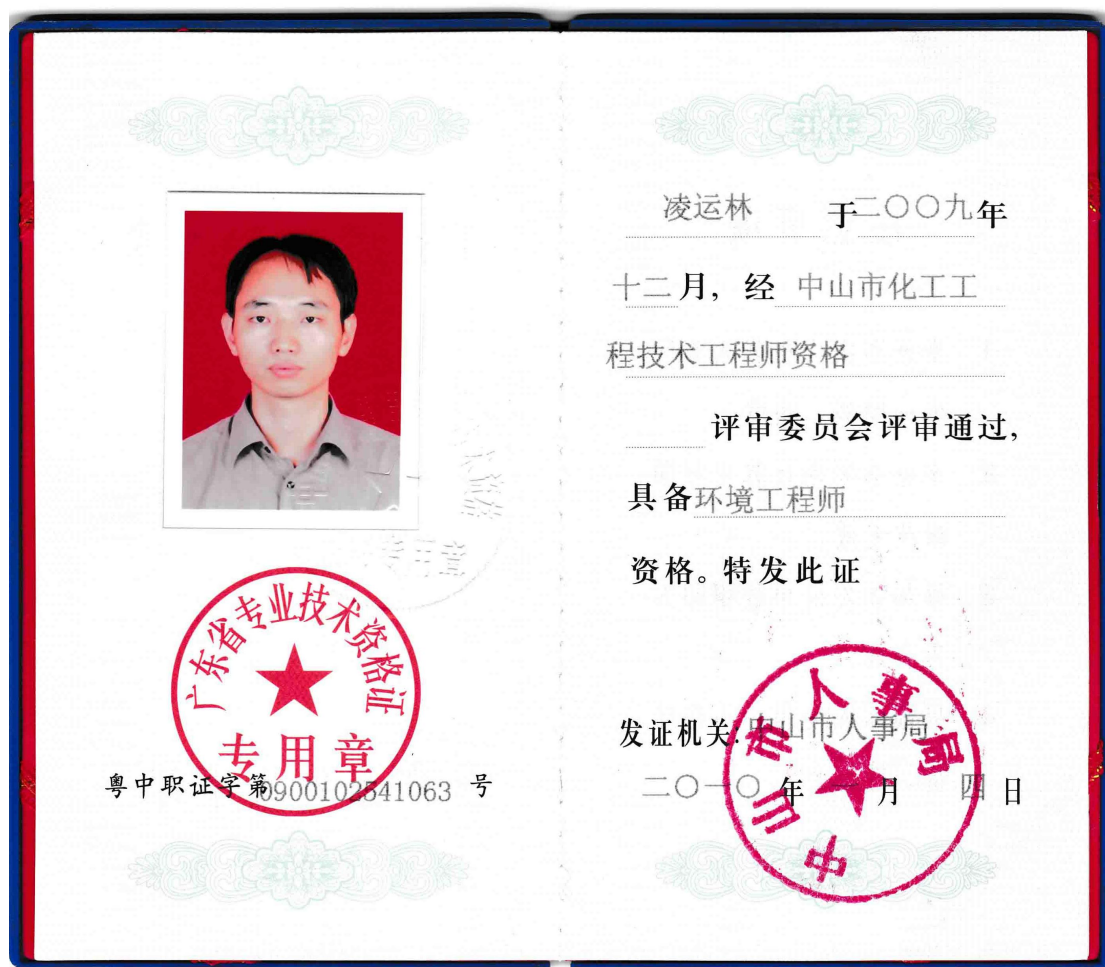 广东省专业技术资格证
专用章
粤中职证字第0900102541063号
凌运林 于二〇〇九年
十二月，经 中山市化工工
程技术工程师资格
评审委员会评审通过，
具备环境工程师
资格。特发此证
发证机关:中山市人事局
二〇一〇年一月四日
中山市人事局